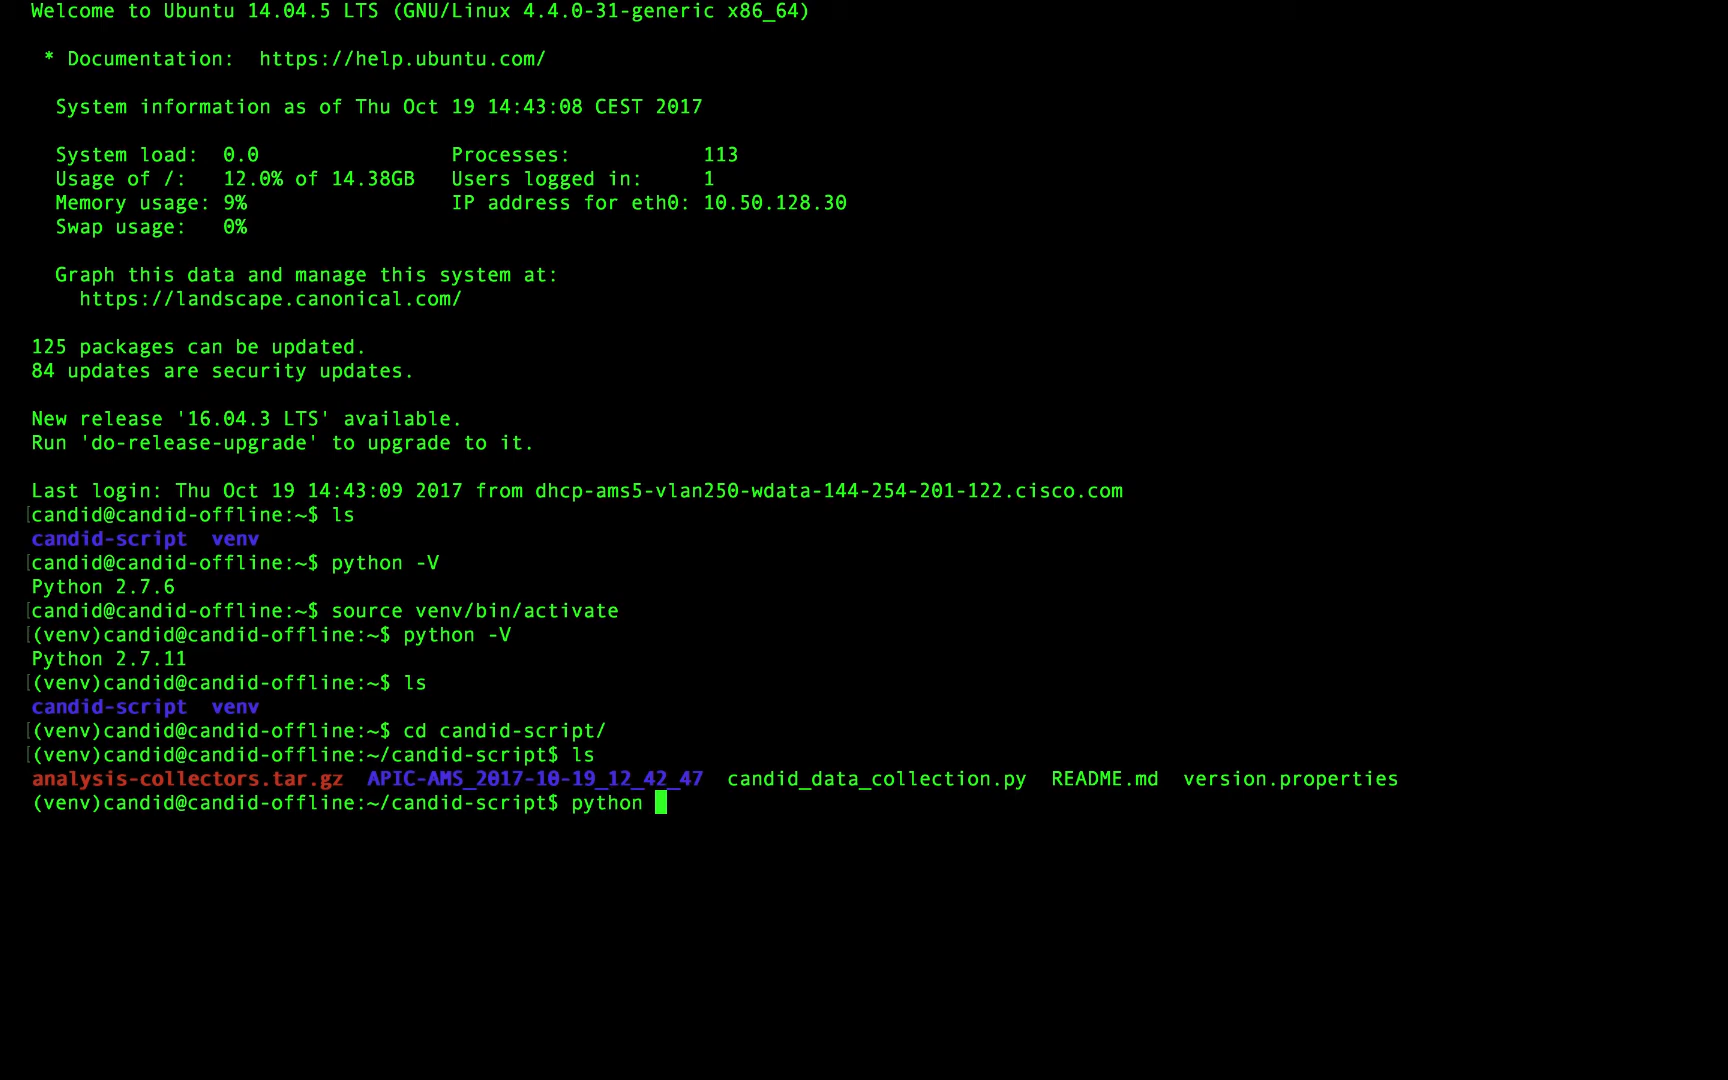 Welcome to Ubuntu 14.04.5 LTS (GNU/Linux 4.4.0-31-generic x86_64)
* Documentation:  https://help.ubuntu.com/
System information as of Thu Oct 19 14:43:08 CEST 2017
System load:  0.0                Processes:           113
Usage of /:   12.0% of 14.38GB   Users logged in:     1
Memory usage: 9%                 IP address for eth0: 10.50.128.30
Swap usage:   0%
Graph this data and manage this system at:
https://landscape.canonical.com/
125 packages can be updated.
84 updates are security updates.
New release '16.04.3 LTS' available.
Run 'do-release-upgrade' to upgrade to it.
Last login: Thu Oct 19 14:43:09 2017 from dhcp-ams5-vlan250-wdata-144-254-201-122.cisco.com
[candid@candid-offline:~$ ls
candid-script  venv
[candid@candid-offline:~$ python -V
Python 2.7.6
[candid@candid-offline:~$ source venv/bin/activate
[(venv)candid@candid-offline:~$ python -V
Python 2.7.11
[(venv)candid@candid-offline:~$ ls
candid-script  venv
[(venv)candid@candid-offline:~$ cd candid-script/
[(venv)candid@candid-offline:~/candid-script$ ls
analysis-collectors.tar.gz  APIC-AMS_2017-10-19_12_42_47  candid_data_collection.py  README.md  version.properties
(venv)candid@candid-offline:~/candid-script$ python